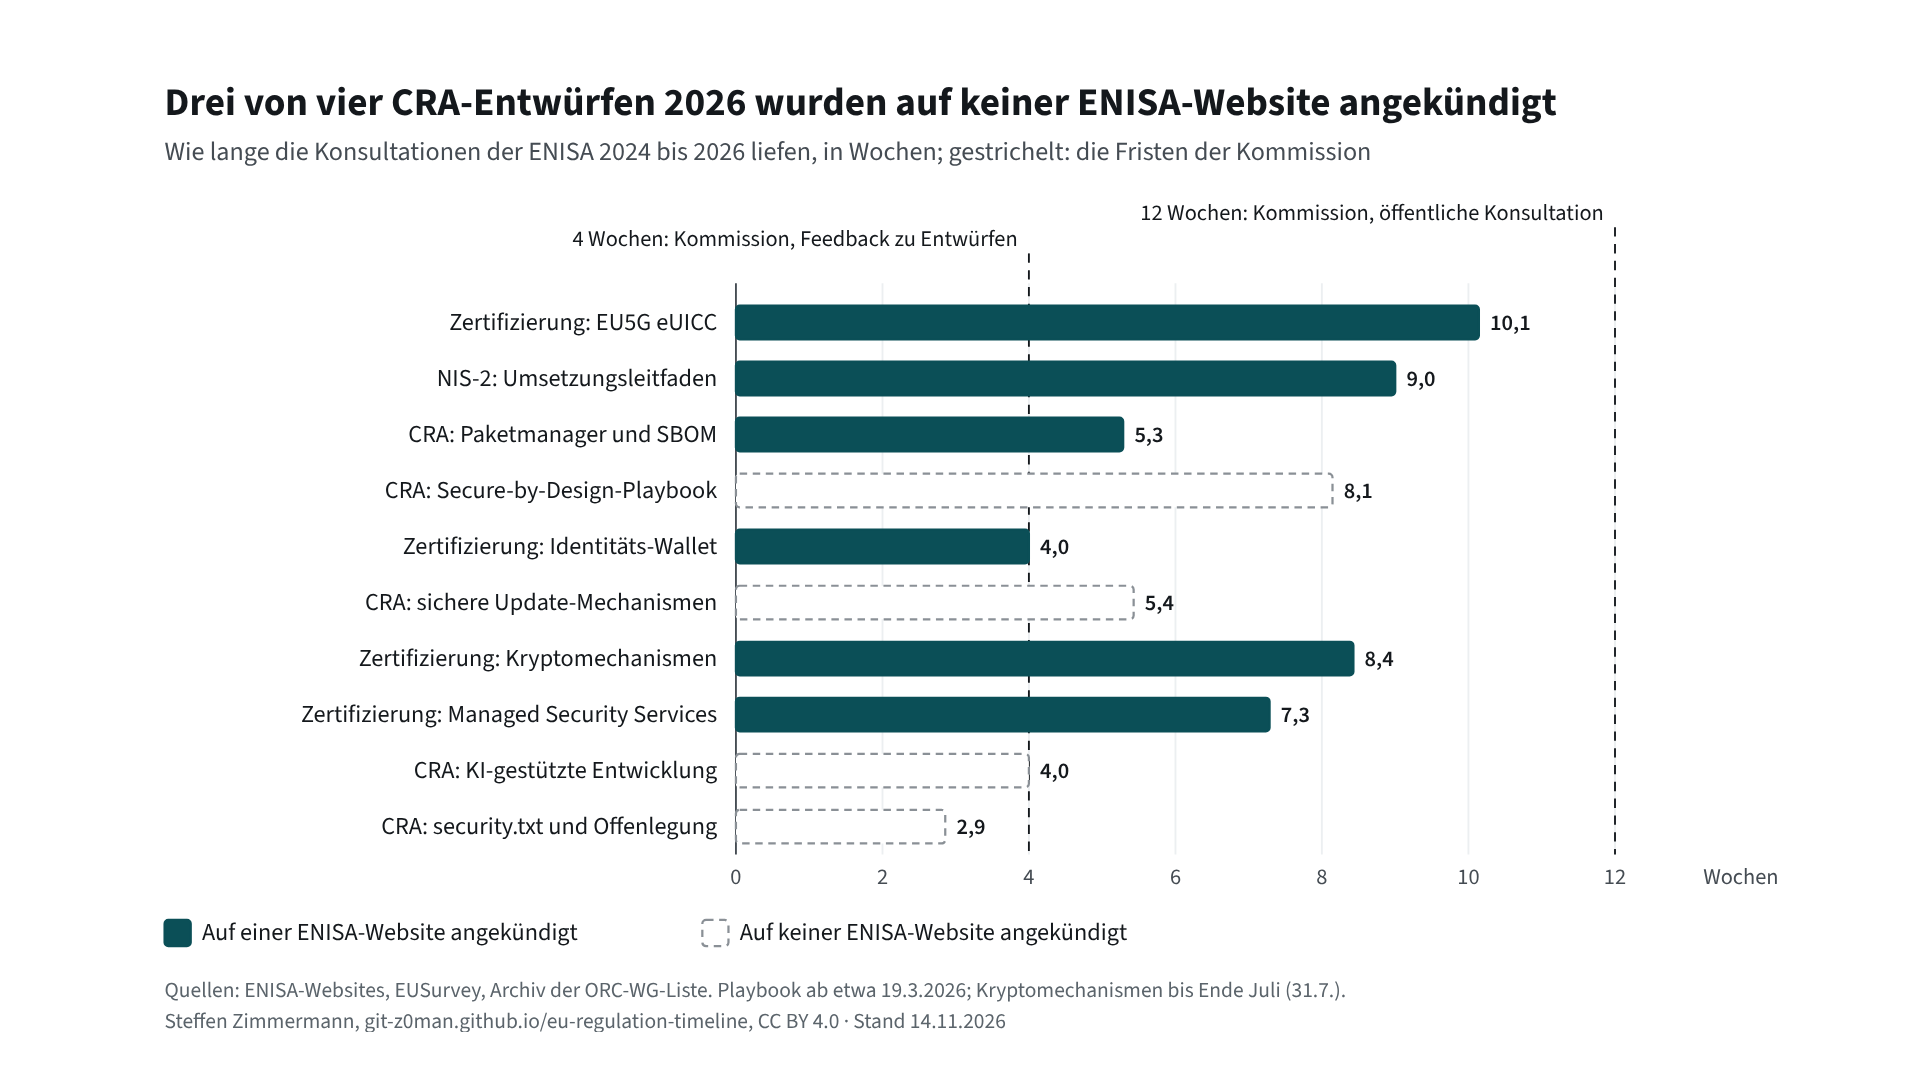 Drei von vier CRA-Entwürfen 2026 wurden auf keiner ENISA-Website angekündigt
Wie lange die Konsultationen der ENISA 2024 bis 2026 liefen, in Wochen; gestrichelt: die Fristen der Kommission
12 Wochen: Kommission, öffentliche Konsultation
4 Wochen: Kommission, Feedback zu Entwürfen
Zertifizierung: EU5G eUICC 10,1
NIS-2: Umsetzungsleitfaden 9,0
CRA: Paketmanager und SBOM 5,3
CRA: Secure-by-Design-Playbook 8,1
Zertifizierung: Identitäts-Wallet 4,0
CRA: sichere Update-Mechanismen 5,4
Zertifizierung: Kryptomechanismen 8,4
Zertifizierung: Managed Security Services 7,3
CRA: KI-gestützte Entwicklung 4,0
CRA: security.txt und Offenlegung 2,9
0 2 4 6 8 10 12 Wochen
Auf einer ENISA-Website angekündigt Auf keiner ENISA-Website angekündigt
Quellen: ENISA-Websites, EUSurvey, Archiv der ORC-WG-Liste. Playbook ab etwa 19.3.2026; Kryptomechanismen bis Ende Juli (31.7.).
Steffen Zimmermann, git-z0man.github.io/eu-regulation-timeline, CC BY 4.0 · Stand 14.11.2026